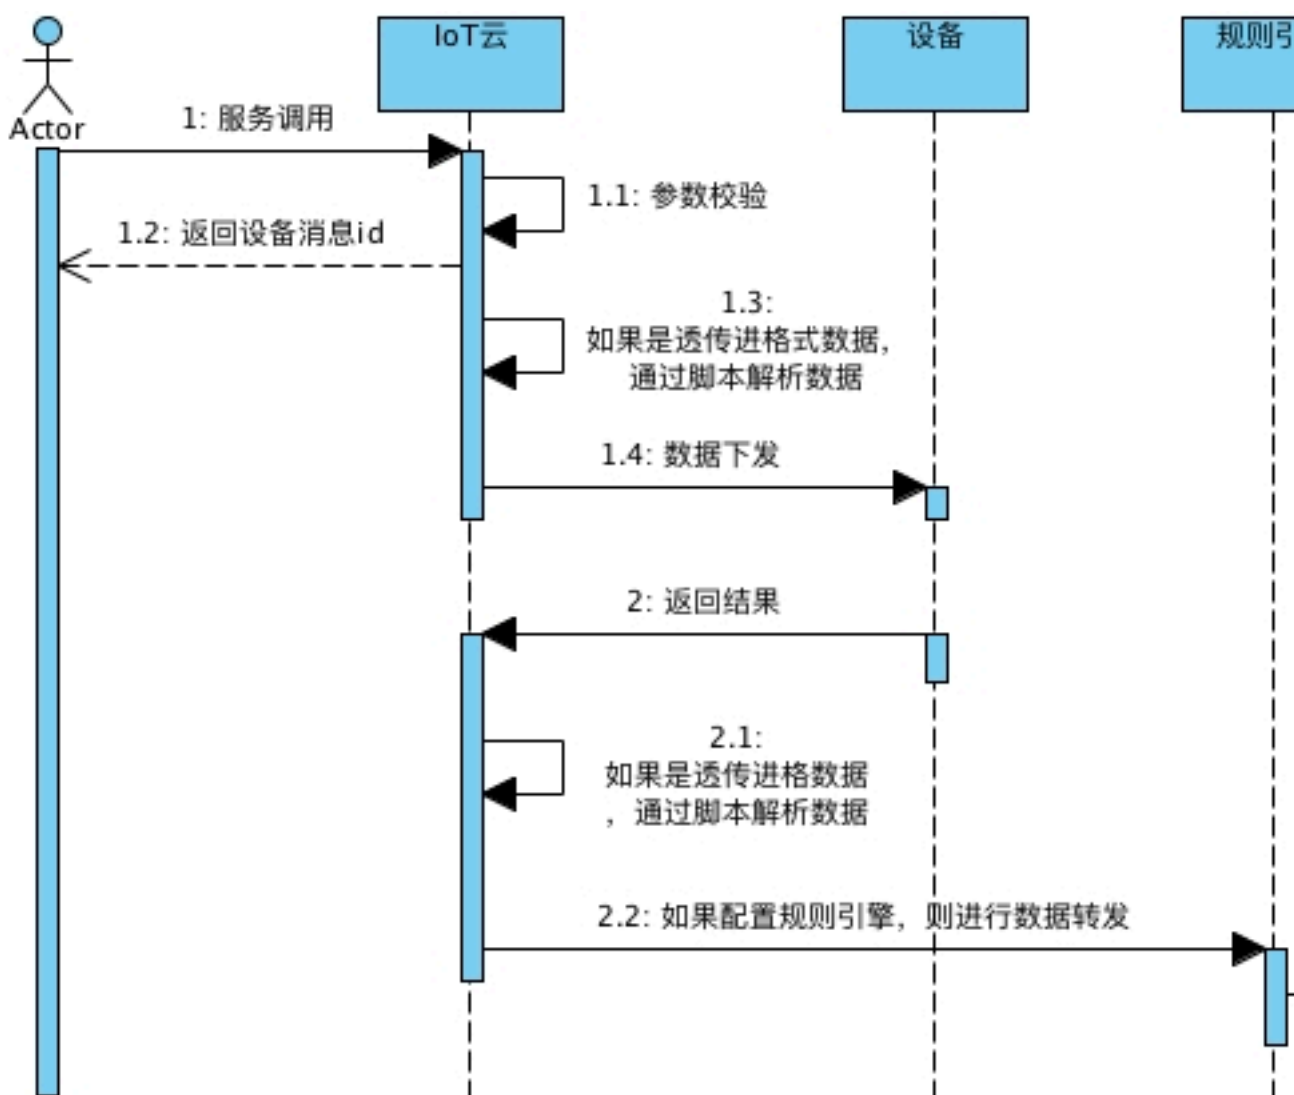 IoT云
设备
规则引
Actor
1: 服务调用
1.1: 参数校验
1.2: 返回设备消息id
1.3:
如果是透传进格式数据，
通过脚本解析数据
1.4: 数据下发
2: 返回结果
2.1:
如果是透传进格数据
，通过脚本解析数据
2.2: 如果配置规则引擎，则进行数据转发